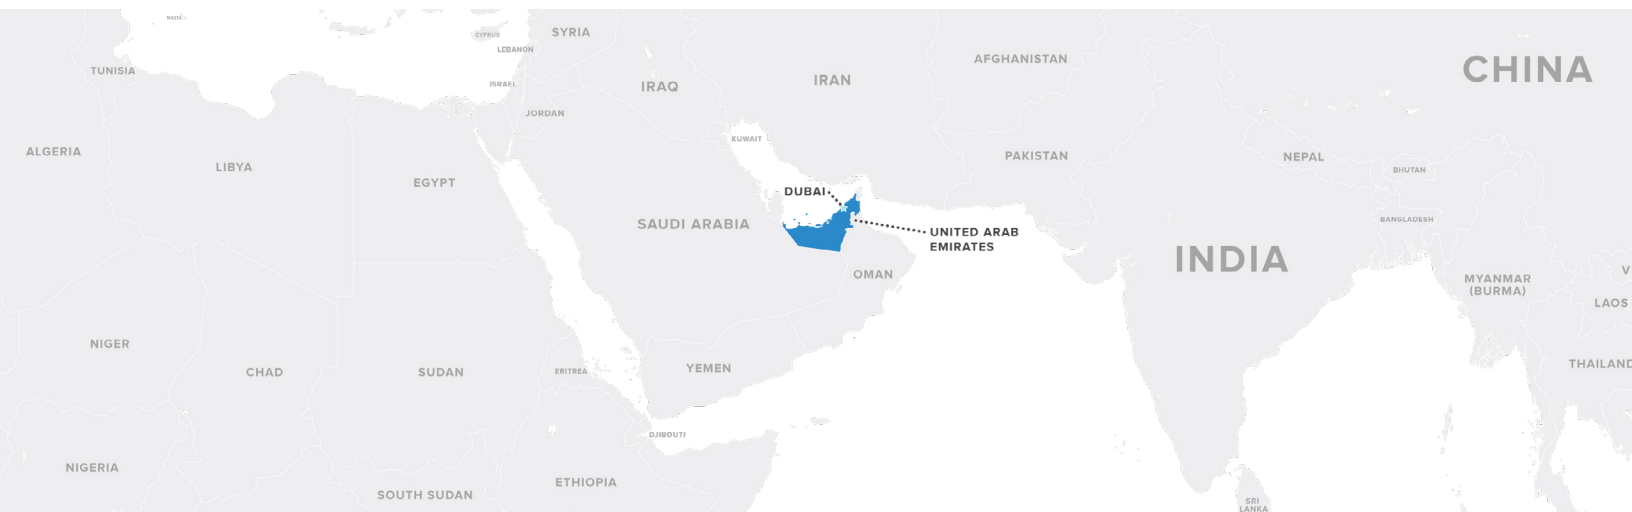 MALTA
CYPRUS
SYRIA
LEBANON
TUNISIA
ISRAEL
IRAQ
IRAN
AFGHANISTAN
CHINA
JORDAN
KUWAIT
ALGERIA
LIBYA
EGYPT
PAKISTAN
NEPAL
BHUTAN
DUBAI
SAUDI ARABIA
UNITED ARAB
EMIRATES
BANGLADESH
INDIA
OMAN
MYANMAR
(BURMA)
V
LAOS
NIGER
CHAD
SUDAN
ERITREA
YEMEN
THAILAND
DJIBOUTI
NIGERIA
SOUTH SUDAN
ETHIOPIA
SRI
LANKA